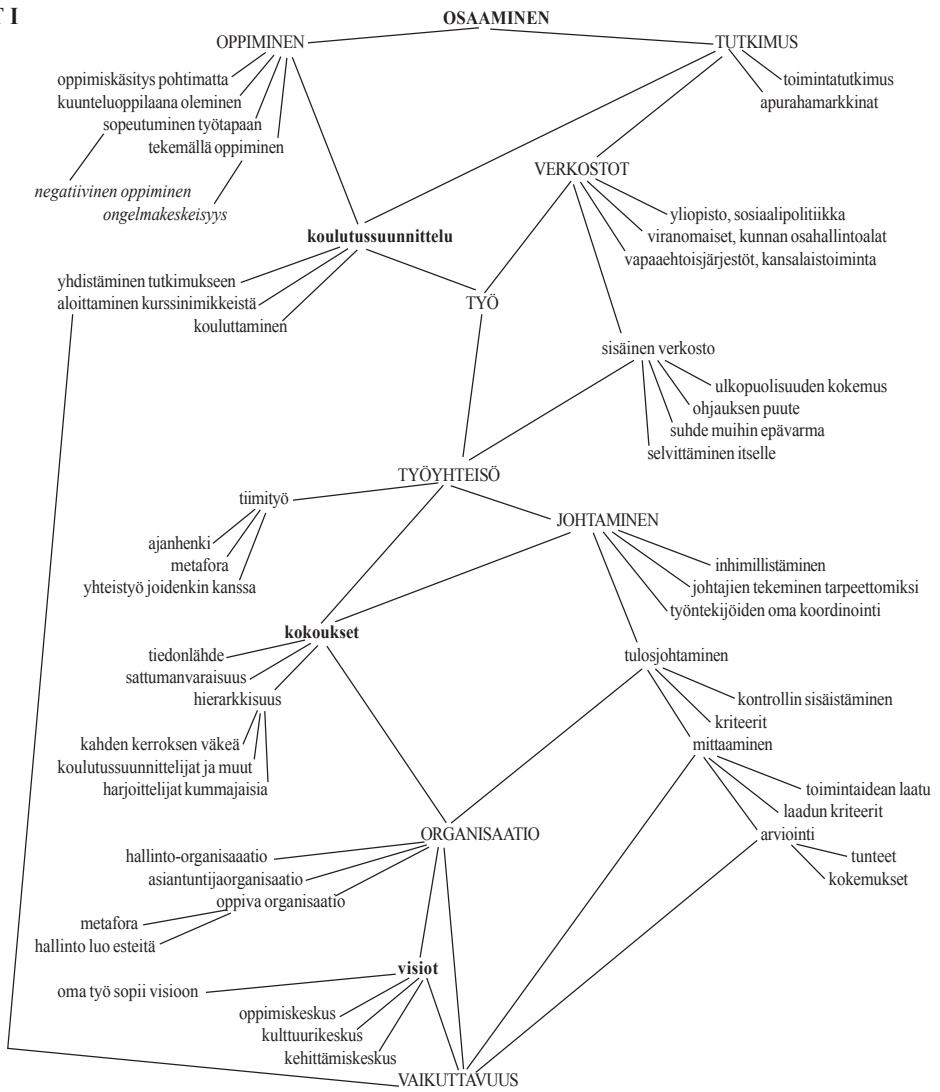 T I
OSAAMINEN
OPPIMINEN
TUTKIMUS
oppimiskäsitys pohtimatta
kuunteluoppilaana oleminen
sopeutuminen työtapaan
tekemällä oppiminen
toimintatutkimus
apurahamarkkinat
negatiivinen oppiminen
ongelmakeskeisyys
VERKOSTOT
yliopisto, sosiaalipolitiikka
viranomaiset, kunnan osahallintoalat
vapaaehtoisjärjestöt, kansalaistoiminta
koulutussuunnittelu
yhdistäminen tutkimukseen
aloittaminen kurssinimikkeistä
kouluttaminen
TYÖ
sisäinen verkosto
ulkopuolisuuden kokemus
ohjauksen puute
suhde muihin epävarma
selvittäminen itselle
TYÖYHTEISÖ
tiimityö
ajanhenki
metafora
yhteistyö joidenkin kanssa
JOHTAMINEN
inhimillistäminen
johtajien tekeminen tarpeettomiksi
työntekijöiden oma koordinointi
kokoukset
tiedonlähde
sattumanvaraisuus
hierarkkisuus
kahden kerroksen väkeä
koulutussuunnittelijat ja muut
harjoittelijat kummajaisia
tulosjohtaminen
kontrollin sisäistäminen
kriteerit
mittaaminen
toimintaidean laatu
laadun kriteerit
arviointi
tunteet
kokemukset
ORGANISAATIO
hallinto-organisaaatio
asiantuntijaorganisaatio
oppiva organisaatio
metafora
hallinto luo esteitä
visiot
oma työ sopii visioon
oppimiskeskus
kulttuurikeskus
kehittämiskeskus
VAIKUTTAVUUS